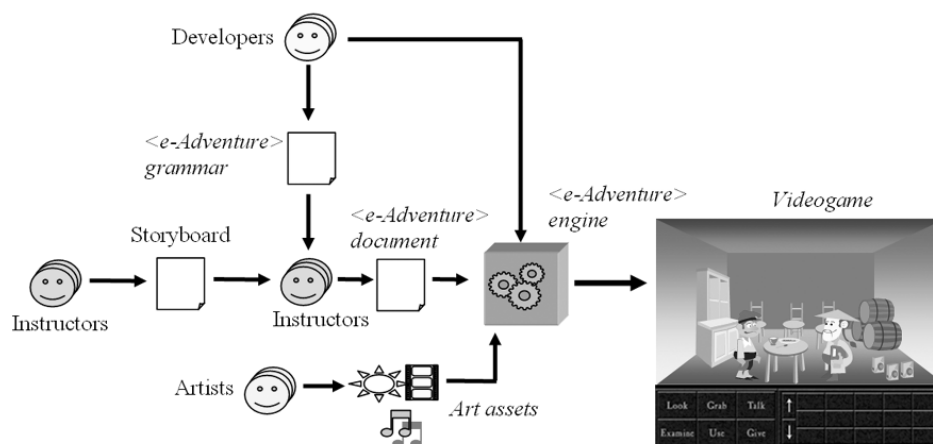 Developers
<e-Adventure>
grammar
<e-Adventure>
engine
Videogame
Storyboard
<e-Adventure>
document
Instructors
Instructors
Artists
Art assets
Look Grab Talk
Examine Use Give